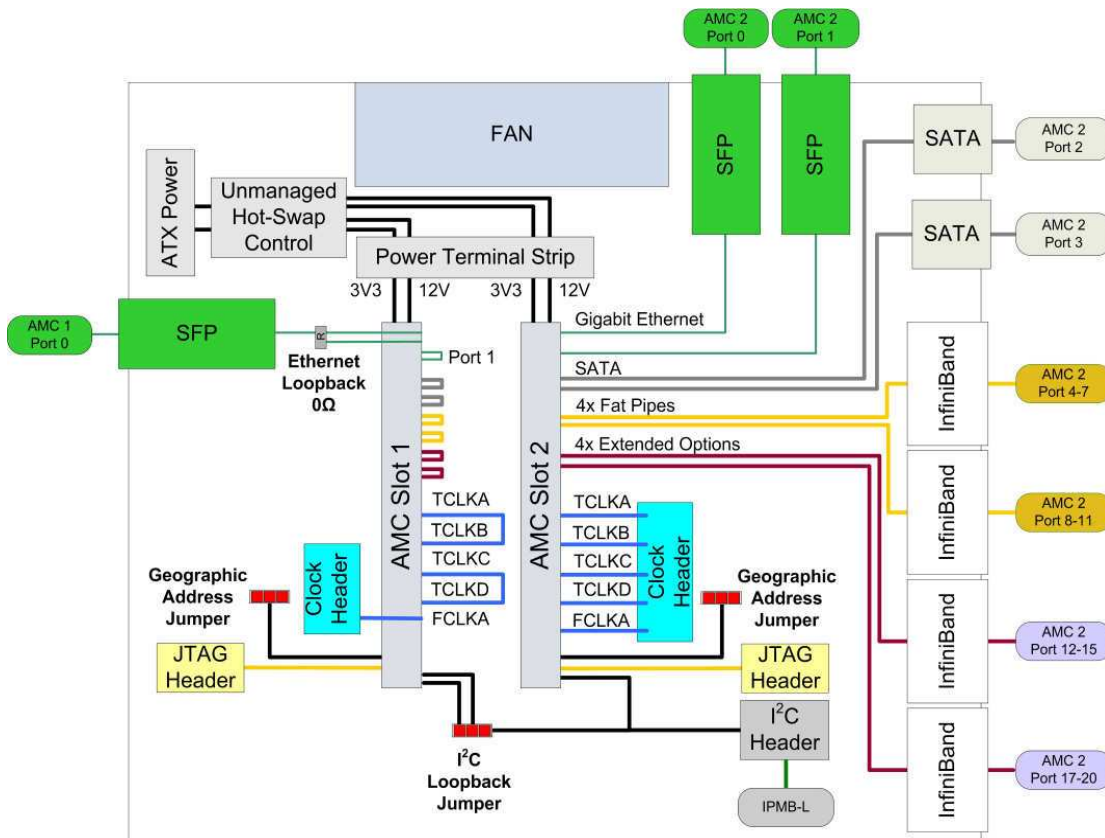 AMC 2
Port 0
AMC 2
Port 1
FAN
SFP
SFP
SATA
AMC 2
Port 2
SATA
AMC 2
Port 3
ATX Power
Unmanaged
Hot-Swap
Control
Power Terminal Strip
3V3
12V
3V3
12V
AMC 1
Port 0
SFP
R
Ethernet
Loopback
0Ω
Port 1
Gigabit Ethernet
SATA
4x Fat Pipes
4x Extended Options
InfiniBand
AMC 2
Port 4-7
InfiniBand
AMC 2
Port 8-11
InfiniBand
AMC 2
Port 12-15
InfiniBand
AMC 2
Port 17-20
AMC Slot 1
AMC Slot 2
TCLKA
TCLKB
TCLKC
TCLKD
FCLKA
TCLKA
TCLKB
TCLKC
TCLKD
FCLKA
Clock
Header
Clock
Header
Geographic
Address
Jumper
Geographic
Address
Jumper
JTAG
Header
JTAG
Header
I²C
Loopback
Jumper
I²C
Header
IPMB-L